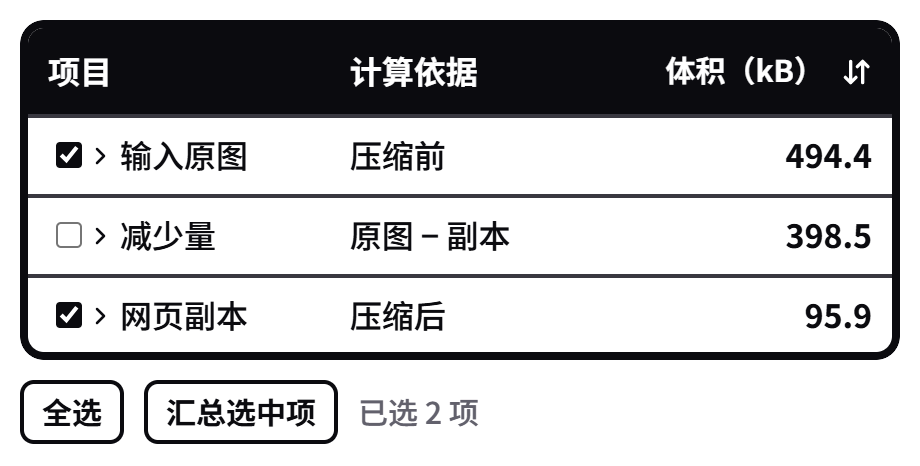 项目 计算依据 体积（kB）
输入原图 压缩前 494.4
减少量 原图 − 副本 398.5
网页副本 压缩后 95.9
全选 汇总选中项 已选 2 项